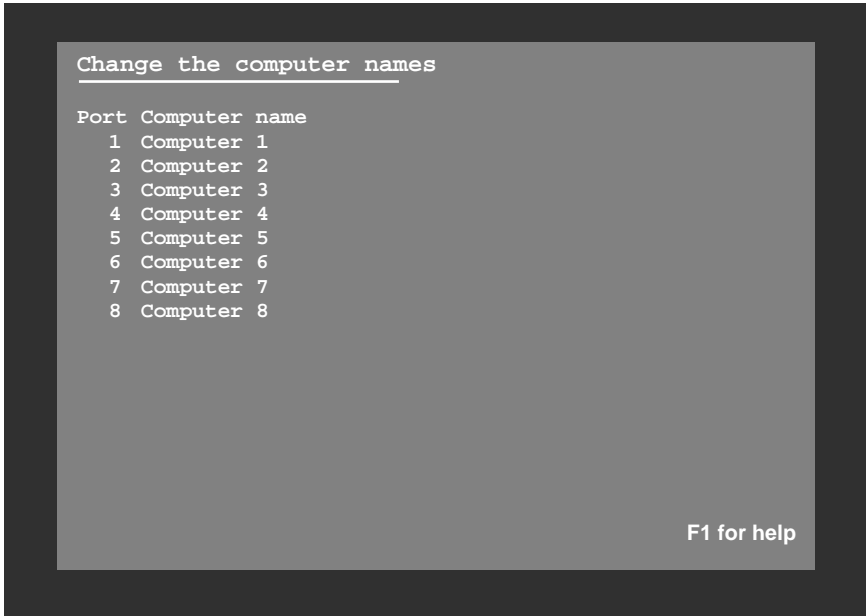 Change the computer names
Port Computer name
1 Computer 1
2 Computer 2
3 Computer 3
4 Computer 4
5 Computer 5
6 Computer 6
7 Computer 7
8 Computer 8
F1 for help